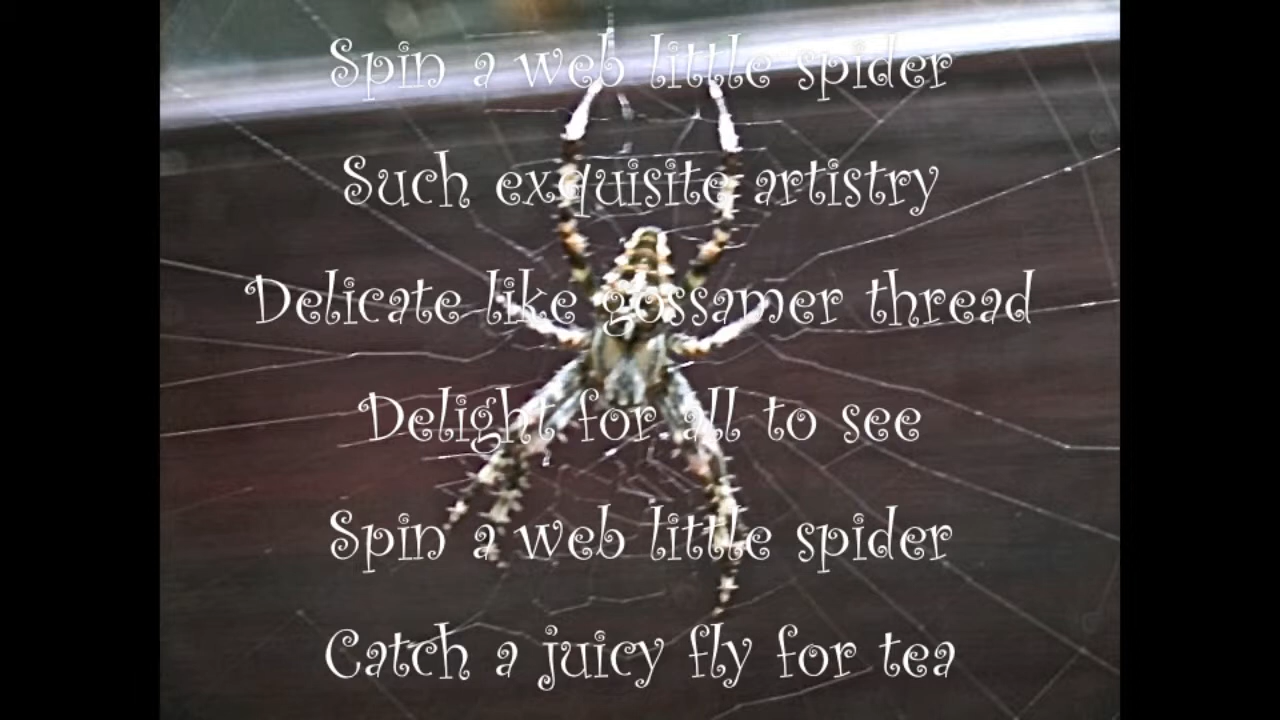 Spin a web little spider
Such exquisite artistry
Delicate like gossamer thread
Delight for all to see
Spin a web little spider
Catch a juicy fly for tea